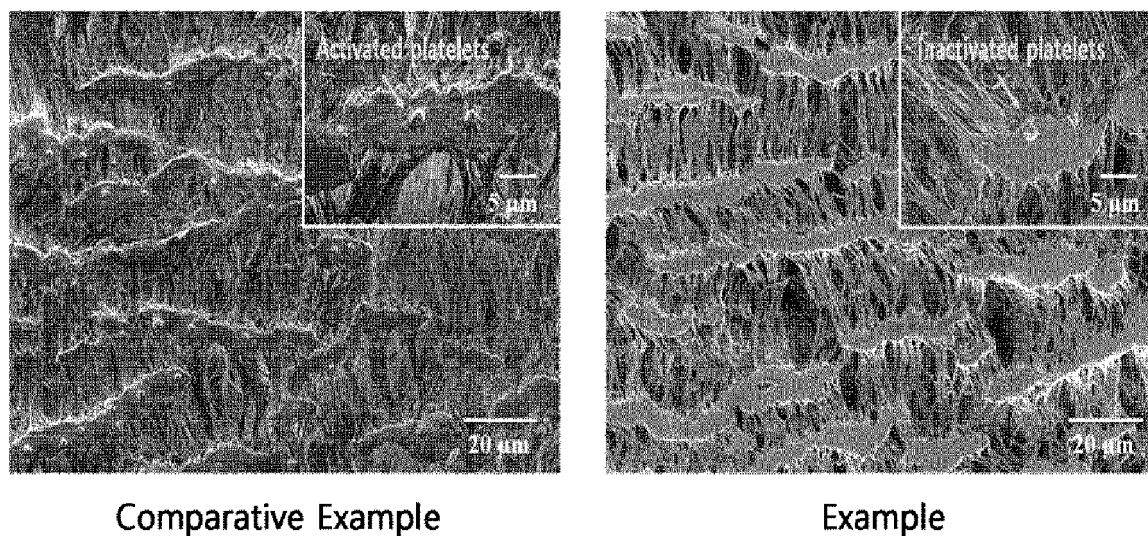 Activated platelets
5 μm
20 μm
Comparative Example
Inactivated platelets
5 μm
20 μm
Example